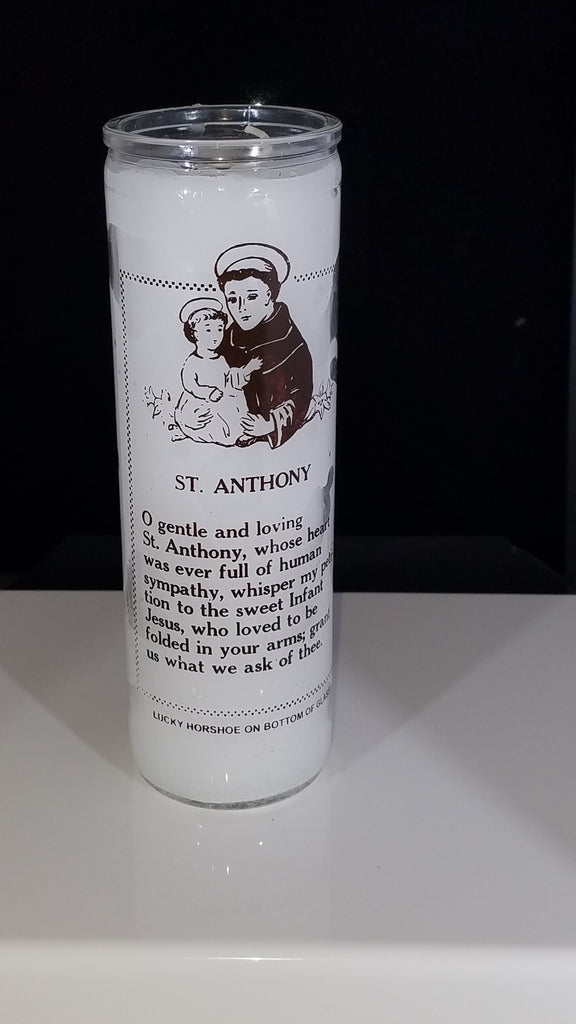 ST. ANTHONY
O gentle and loving
St. Anthony, whose heart
was ever full of human
sympathy, whisper my peti
tion to the sweet Infant
Jesus, who loved to be
folded in your arms; grant
us what we ask of thee.
LUCKY HORSHOE ON BOTTOM OF GLASS